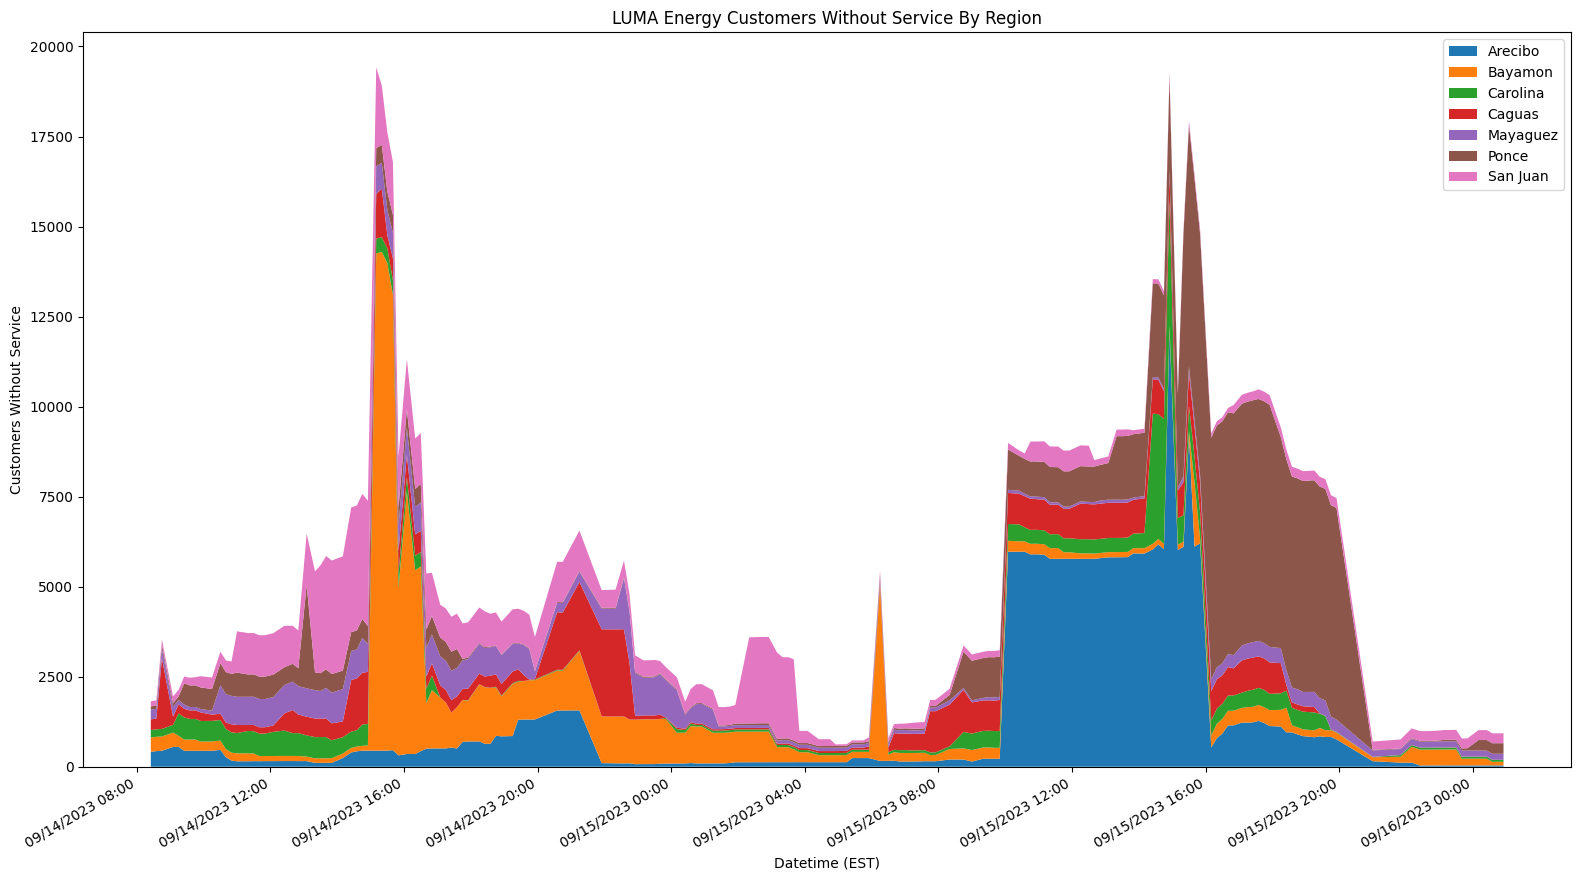 LUMA Energy Customers Without Service By Region
20000
17500
15000
12500
10000
7500
5000
2500
0
Customers Without Service
Arecibo
Bayamon
Carolina
Caguas
Mayaguez
Ponce
San Juan
09/14/2023 08:00
09/14/2023 12:00
09/14/2023 16:00
09/14/2023 20:00
09/15/2023 00:00
09/15/2023 04:00
09/15/2023 08:00
09/15/2023 12:00
09/15/2023 16:00
09/15/2023 20:00
09/16/2023 00:00
Datetime (EST)